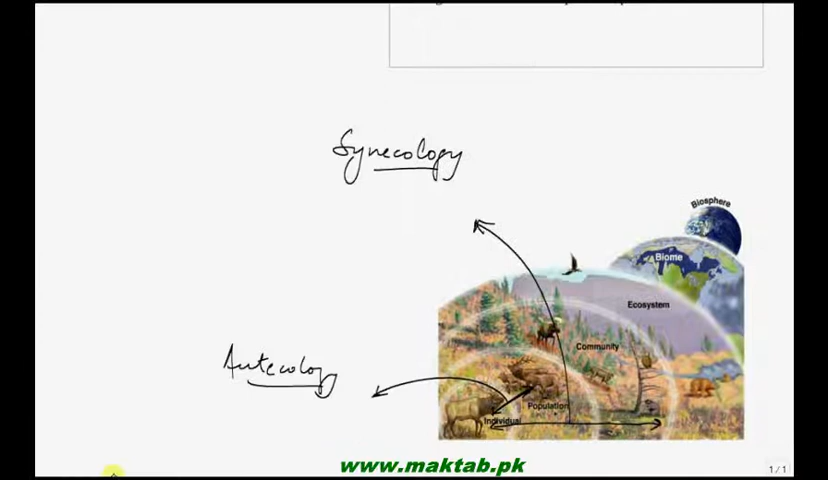 Synecology
Biosphere
Biome
Ecosystem
Community
Autecology
Population
Individual
www.maktab.pk
1/1